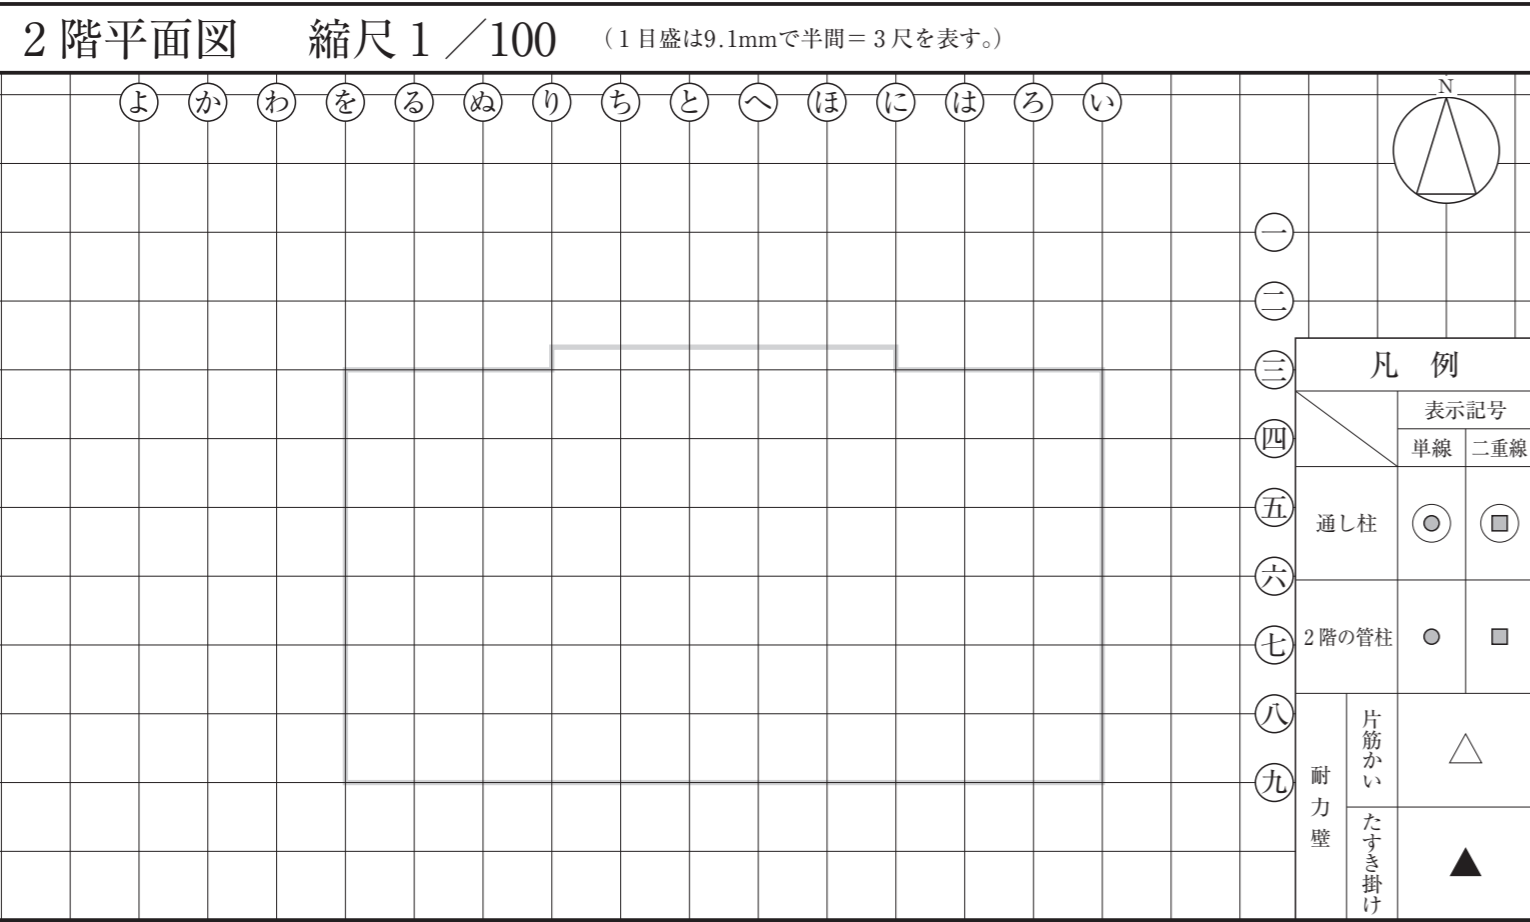 2階平面図 縮尺1／100 （1目盛は9.1mmで半間＝3尺を表す。）
よ か わ を る ぬ り ち と へ ほ に は ろ い
N
一
二
三
四
五
六
七
八
九
凡 例
表示記号
単線 二重線
通し柱
2階の管柱
耐力壁
片筋かい
たすき掛け